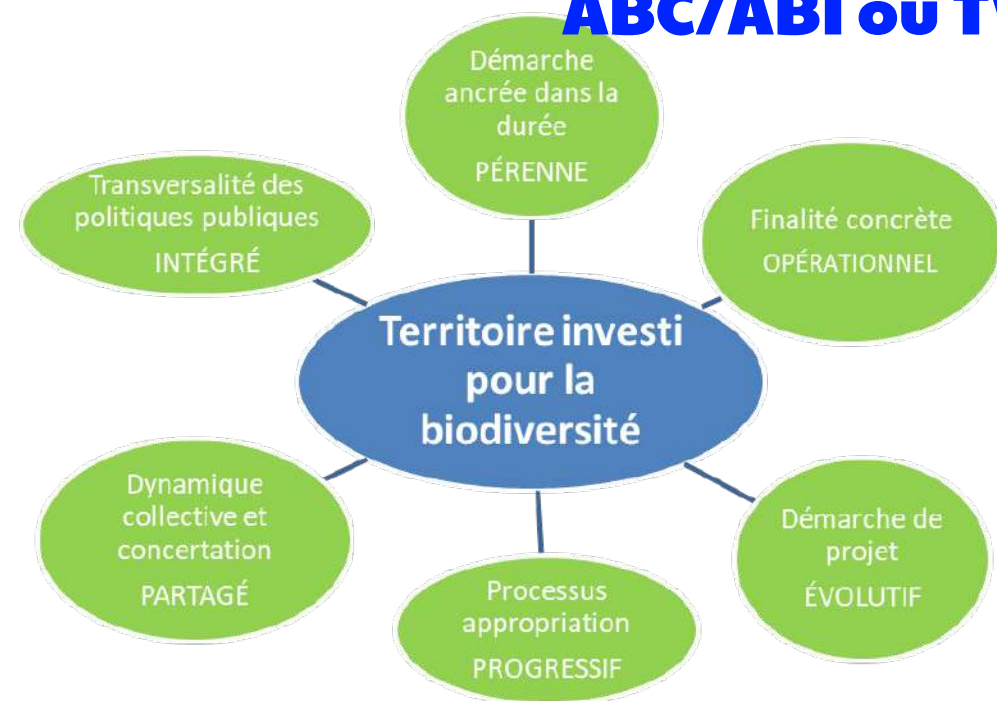 ABC/ABI ou
Démarche
ancrée dans la
durée
PÉRENNE
Transversalité des
politiques publiques
INTÉGRÉ
Finalité concrète
OPÉRATIONNEL
Territoire investi
pour la
biodiversité
Dynamique
collective et
concertation
PARTAGÉ
Démarche de
projet
ÉVOLUTIF
Processus
appropriation
PROGRESSIF